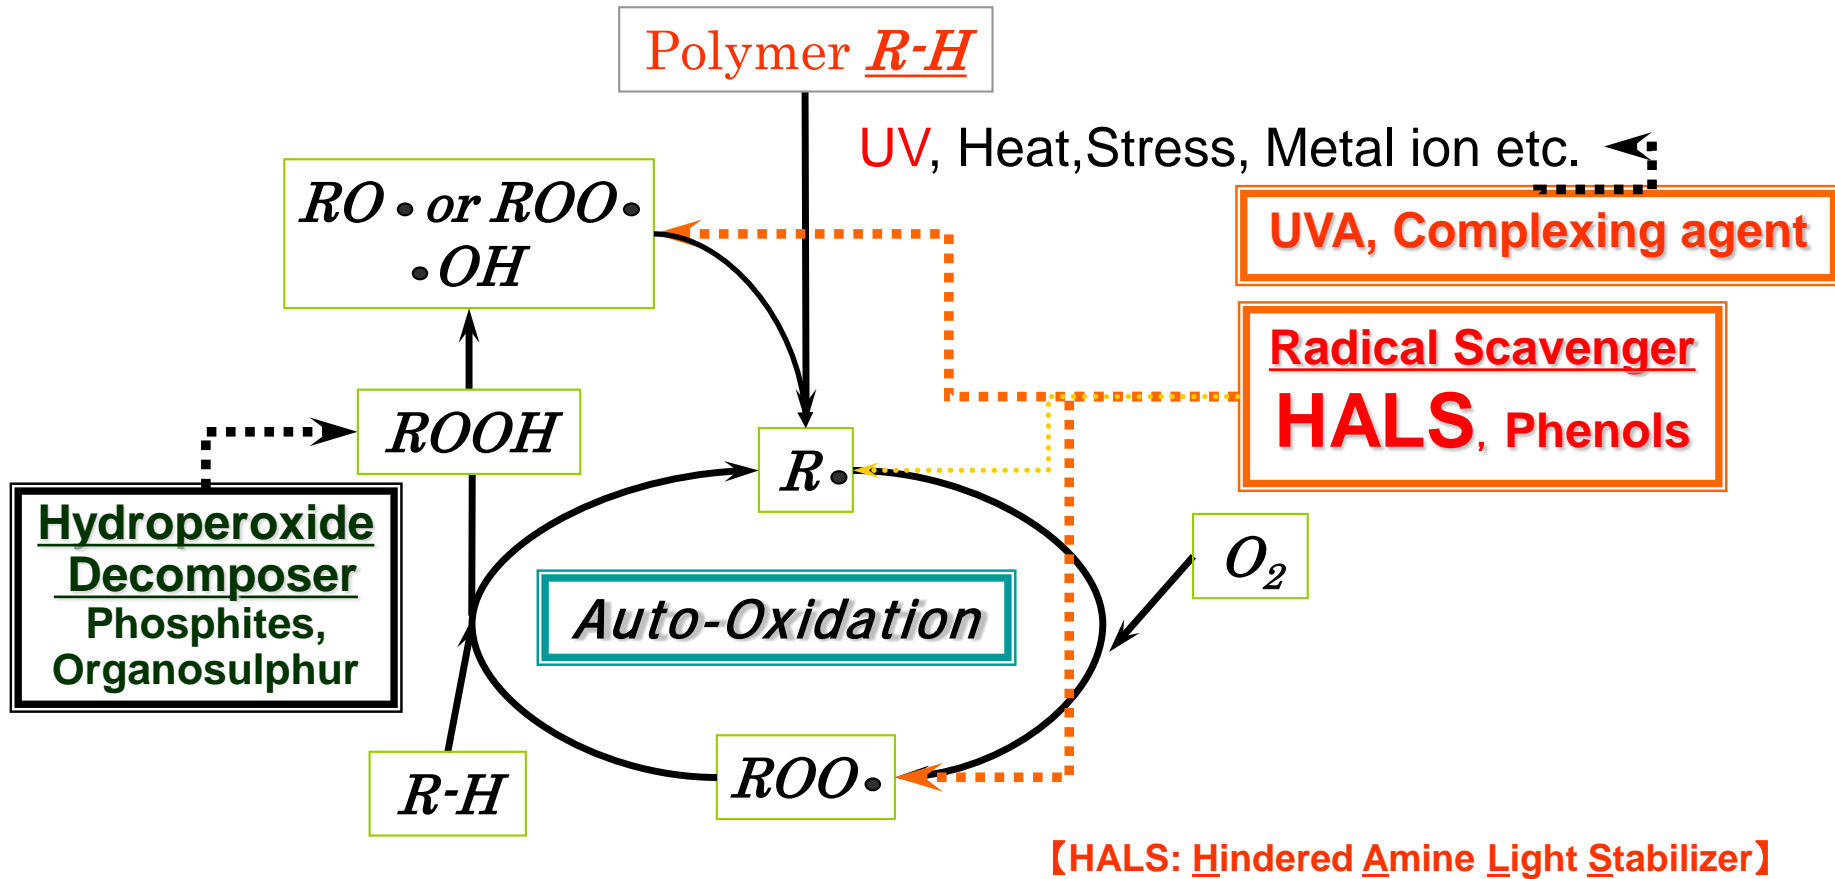 Polymer R-H
UV, Heat,Stress, Metal ion etc.
RO • or ROO •
• OH
UVA, Complexing agent
Radical Scavenger
HALS, Phenols
ROOH
R •
Hydroperoxide
Decomposer
Phosphites,
Organosulphur
O₂
Auto-Oxidation
R-H
ROO •
【HALS: Hindered Amine Light Stabilizer】